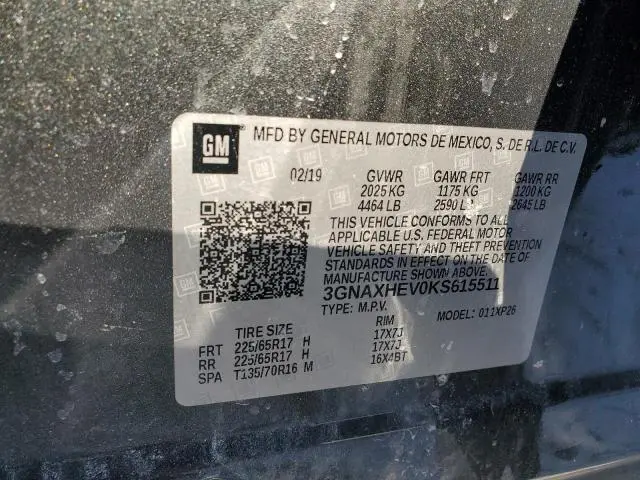 GM MFD BY GENERAL MOTORS DE MEXICO, S. DE R.L. DE C.V.
02/19 GVWR GAWR FRT GAWR RR
2025 KG 1175 KG 1200 KG
4464 LB 2590 LB 2645 LB
THIS VEHICLE CONFORMS TO ALL
APPLICABLE U.S. FEDERAL MOTOR
VEHICLE SAFETY AND THEFT PREVENTION
STANDARDS IN EFFECT ON THE DATE OF
MANUFACTURE SHOWN ABOVE.
3GNAXHEV0KS615511
TYPE: M.P.V. MODEL: 011XP26
TIRE SIZE RIM
FRT 225/65R17 H 17X7J
RR 225/65R17 H 17X7J
SPA T135/70R16 M 16X4BT